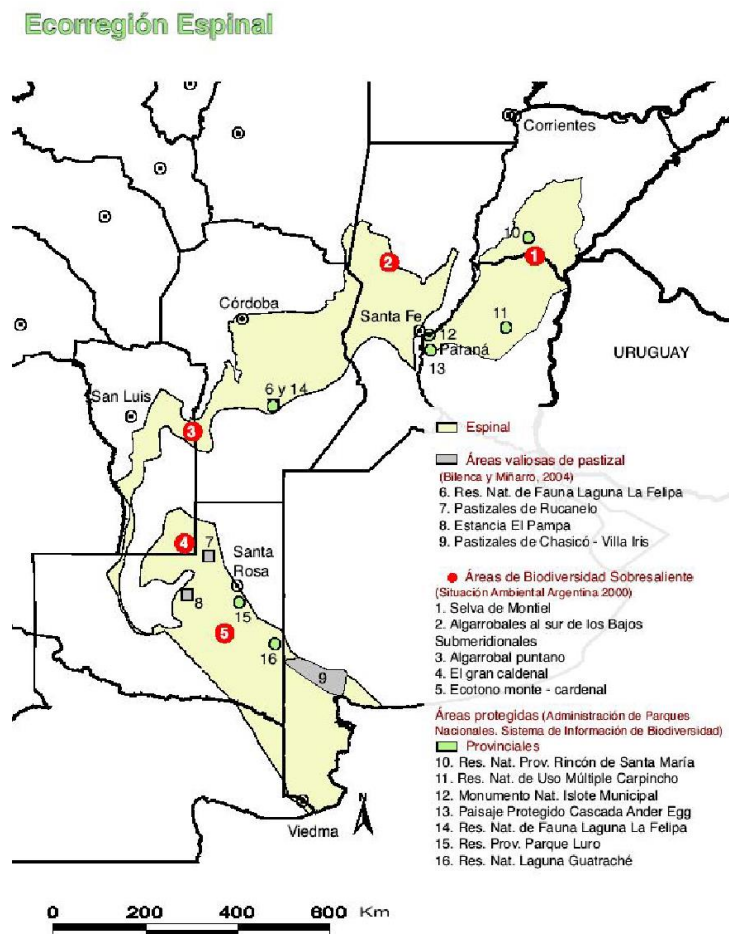 Ecorregión Espinal
Corrientes
10
1
2
Córdoba
Santa Fe
11
12
Paraná
13
URUGUAY
San Luis
6 y 14
3
Espinal
Áreas valiosas de pastizal
(Bilenca y Miñarro, 2004)
6. Res. Nat. de Fauna Laguna La Felipa
7. Pastizales de Rucanelo
8. Estancia El Pampa
9. Pastizales de Chasicó - Villa Iris
4
7
Santa
Rosa
8
15
5
16
9
Áreas de Biodiversidad Sobresaliente
(Situación Ambiental Argentina 2000)
1. Selva de Montiel
2. Algarrobales al sur de los Bajos
Submeridionales
3. Algarrobal puntano
4. El gran caldenal
5. Ecotono monte - cardenal
Áreas protegidas (Administración de Parques
Nacionales. Sistema de Información de Biodiversidad)
Provinciales
10. Res. Nat. Prov. Rincón de Santa María
11. Res. Nat. de Uso Múltiple Carpincho
12. Monumento Nat. Islote Municipal
13. Paisaje Protegido Cascada Ander Egg
14. Res. Nat. de Fauna Laguna La Felipa
15. Res. Prov. Parque Luro
16. Res. Nat. Laguna Guatraché
Viedma
N
0 200 400 600 Km